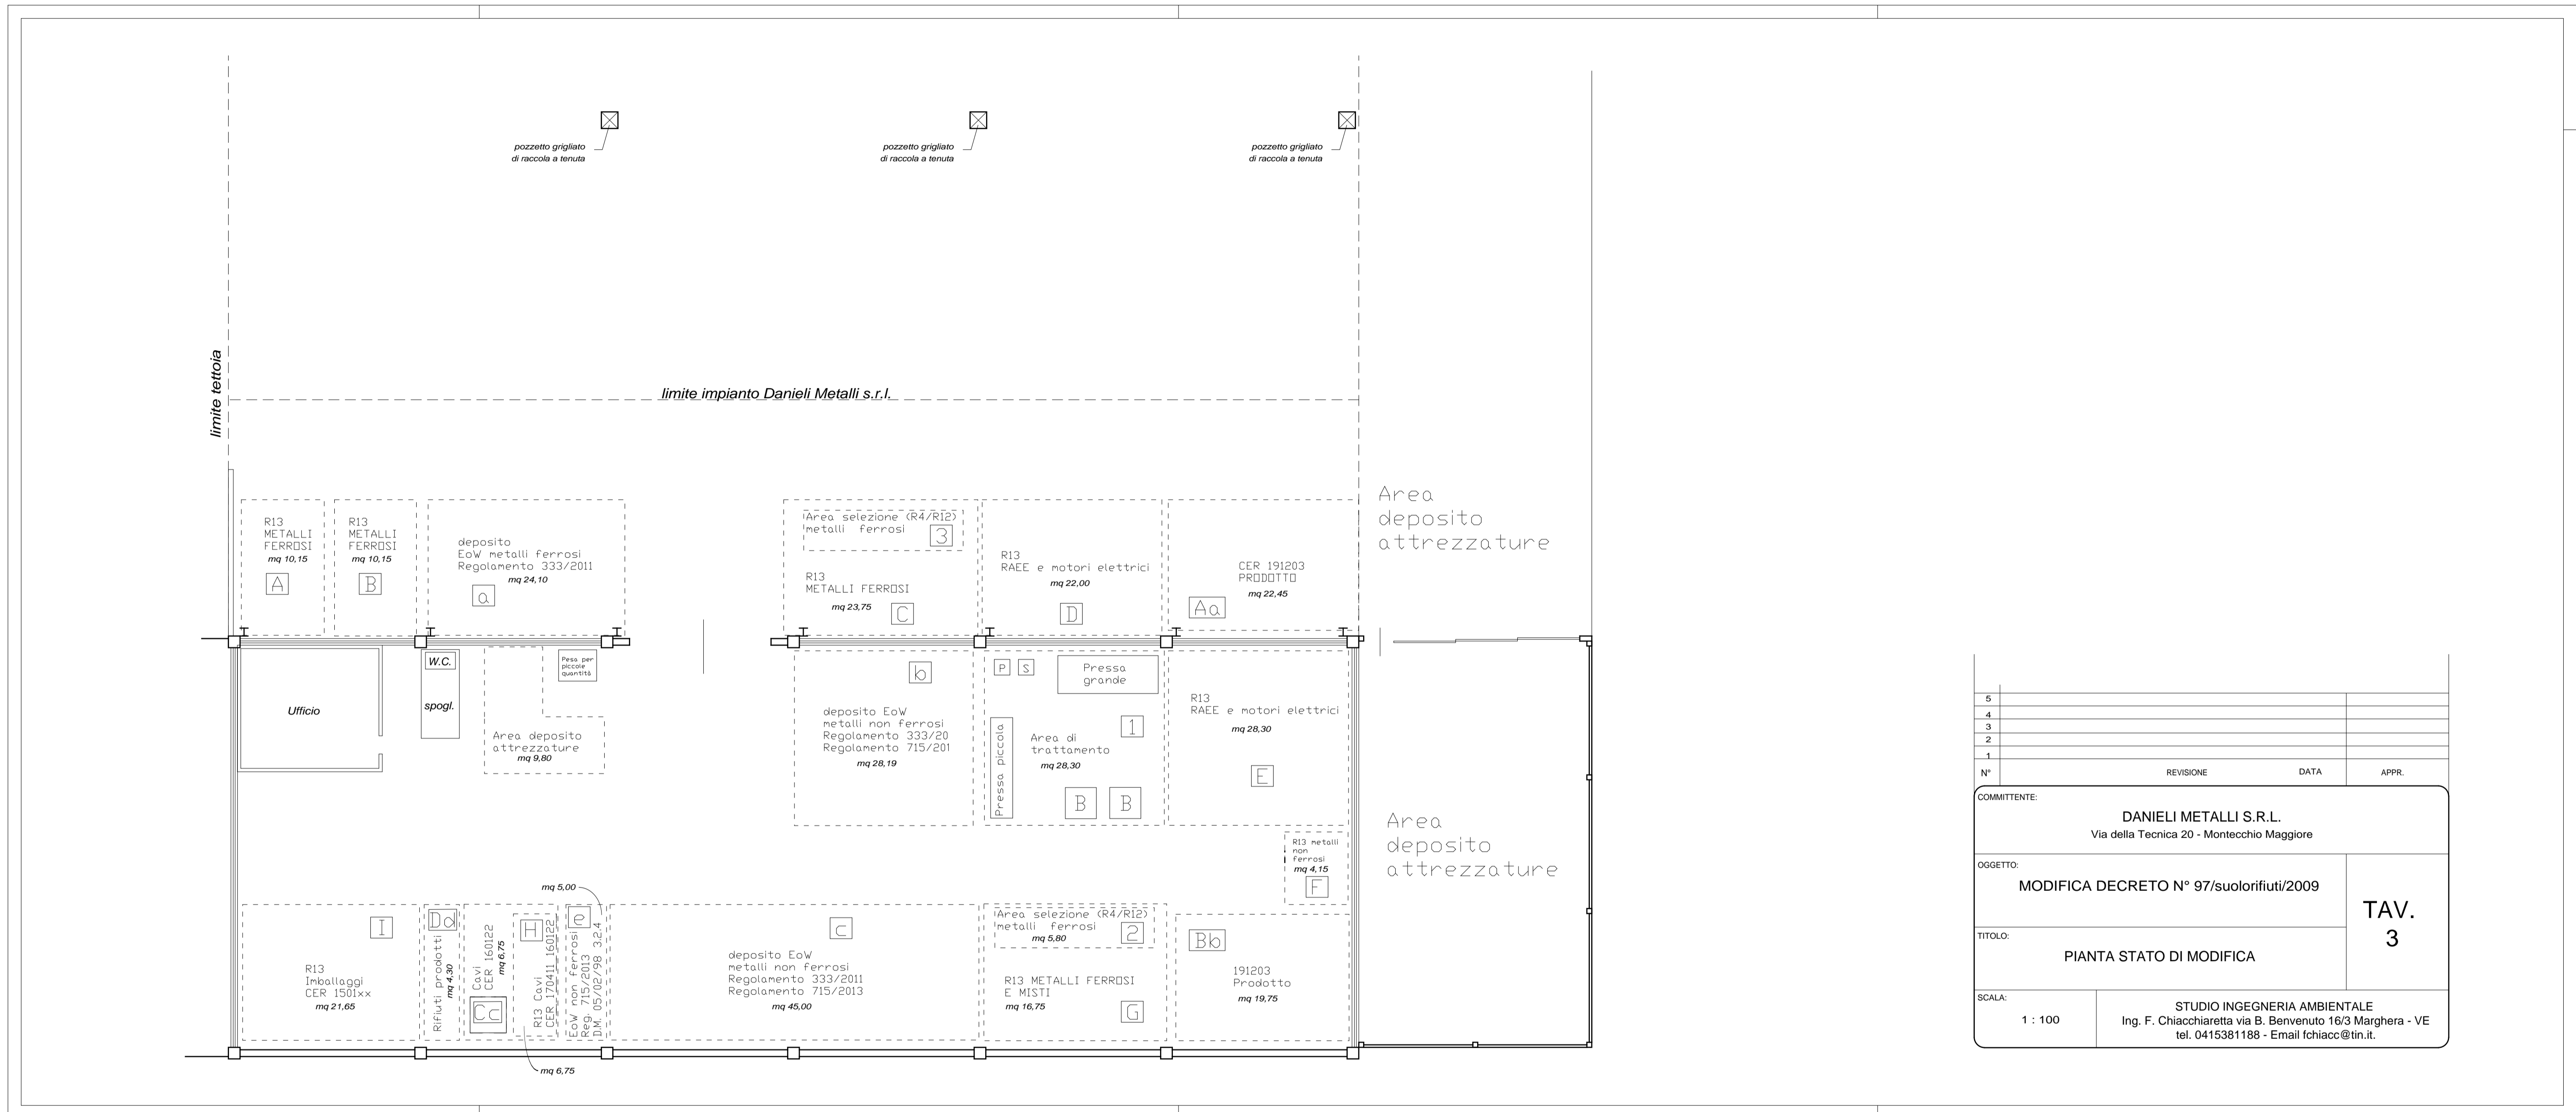 pozzetto grigliato
di raccola a tenuta
pozzetto grigliato
di raccola a tenuta
pozzetto grigliato
di raccola a tenuta
limite tettoia
limite impianto Danieli Metalli s.r.l.
R13
METALLI
FERROSI
mq 10,15
A
R13
METALLI
FERROSI
mq 10,15
B
deposito
EoW metalli ferrosi
Regolamento 333/2011
mq 24,10
a
Area selezione (R4/R12)
metalli ferrosi
3
R13
METALLI FERROSI
mq 23,75
C
R13
RAEE e motori elettrici
mq 22,00
D
CER 191203
PRODOTTO
mq 22,45
Aa
Area
deposito
attrezzature
Ufficio
W.C.
spogl.
Pesa per
piccole
quantità
Area deposito
attrezzature
mq 9,80
b
deposito EoW
metalli non ferrosi
Regolamento 333/20
Regolamento 715/201
mq 28,19
P
S
Pressa
grande
Pressa piccola
1
Area di
trattamento
mq 28,30
B
B
R13
RAEE e motori elettrici
mq 28,30
E
R13 metalli
non
ferrosi
mq 4,15
F
Area
deposito
attrezzature
I
R13
Imballaggi
CER 1501xx
mq 21,65
Dd
Rifiuti prodotti
mq 4,30
Cavi
CER 160122
mq 6,75
Cc
H
R13 Cavi
CER 170411 160122
mq 6,75
mq 5,00
e
EoW non ferrosi
Reg. 715/2013
D.M. 05/02/98 3.2.4
c
deposito EoW
metalli non ferrosi
Regolamento 333/2011
Regolamento 715/2013
mq 45,00
Area selezione (R4/R12)
metalli ferrosi
mq 5,80
2
R13 METALLI FERROSI
E MISTI
mq 16,75
G
Bb
191203
Prodotto
mq 19,75
5
4
3
2
1
N° REVISIONE DATA APPR.
COMMITTENTE:
DANIELI METALLI S.R.L.
Via della Tecnica 20 - Montecchio Maggiore
OGGETTO:
MODIFICA DECRETO N° 97/suolorifiuti/2009
TAV.
3
TITOLO:
PIANTA STATO DI MODIFICA
SCALA:
1 : 100
STUDIO INGEGNERIA AMBIENTALE
Ing. F. Chiacchiaretta via B. Benvenuto 16/3 Marghera - VE
tel. 0415381188 - Email fchiacc@tin.it.